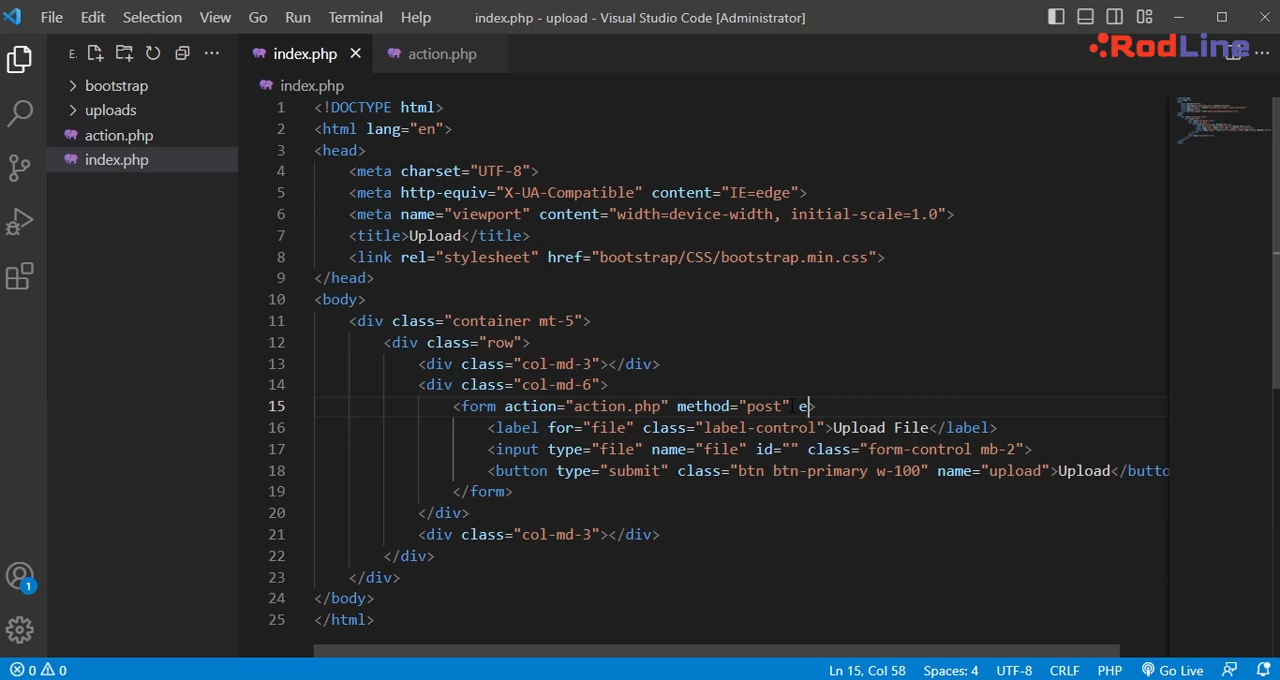 File Edit Selection View Go Run Terminal Help index.php - upload - Visual Studio Code [Administrator]
RodLine
E. index.php action.php
bootstrap
uploads
action.php
index.php
index.php
1 <!DOCTYPE html>
2 <html lang="en">
3 <head>
4 <meta charset="UTF-8">
5 <meta http-equiv="X-UA-Compatible" content="IE=edge">
6 <meta name="viewport" content="width=device-width, initial-scale=1.0">
7 <title>Upload</title>
8 <link rel="stylesheet" href="bootstrap/CSS/bootstrap.min.css">
9 </head>
10 <body>
11 <div class="container mt-5">
12 <div class="row">
13 <div class="col-md-3"></div>
14 <div class="col-md-6">
15 <form action="action.php" method="post" e>
16 <label for="file" class="label-control">Upload File</label>
17 <input type="file" name="file" id="" class="form-control mb-2">
18 <button type="submit" class="btn btn-primary w-100" name="upload">Upload</butto
19 </form>
20 </div>
21 <div class="col-md-3"></div>
22 </div>
23 </div>
24 </body>
25 </html>
1
0 0 Ln 15, Col 58 Spaces: 4 UTF-8 CRLF PHP Go Live